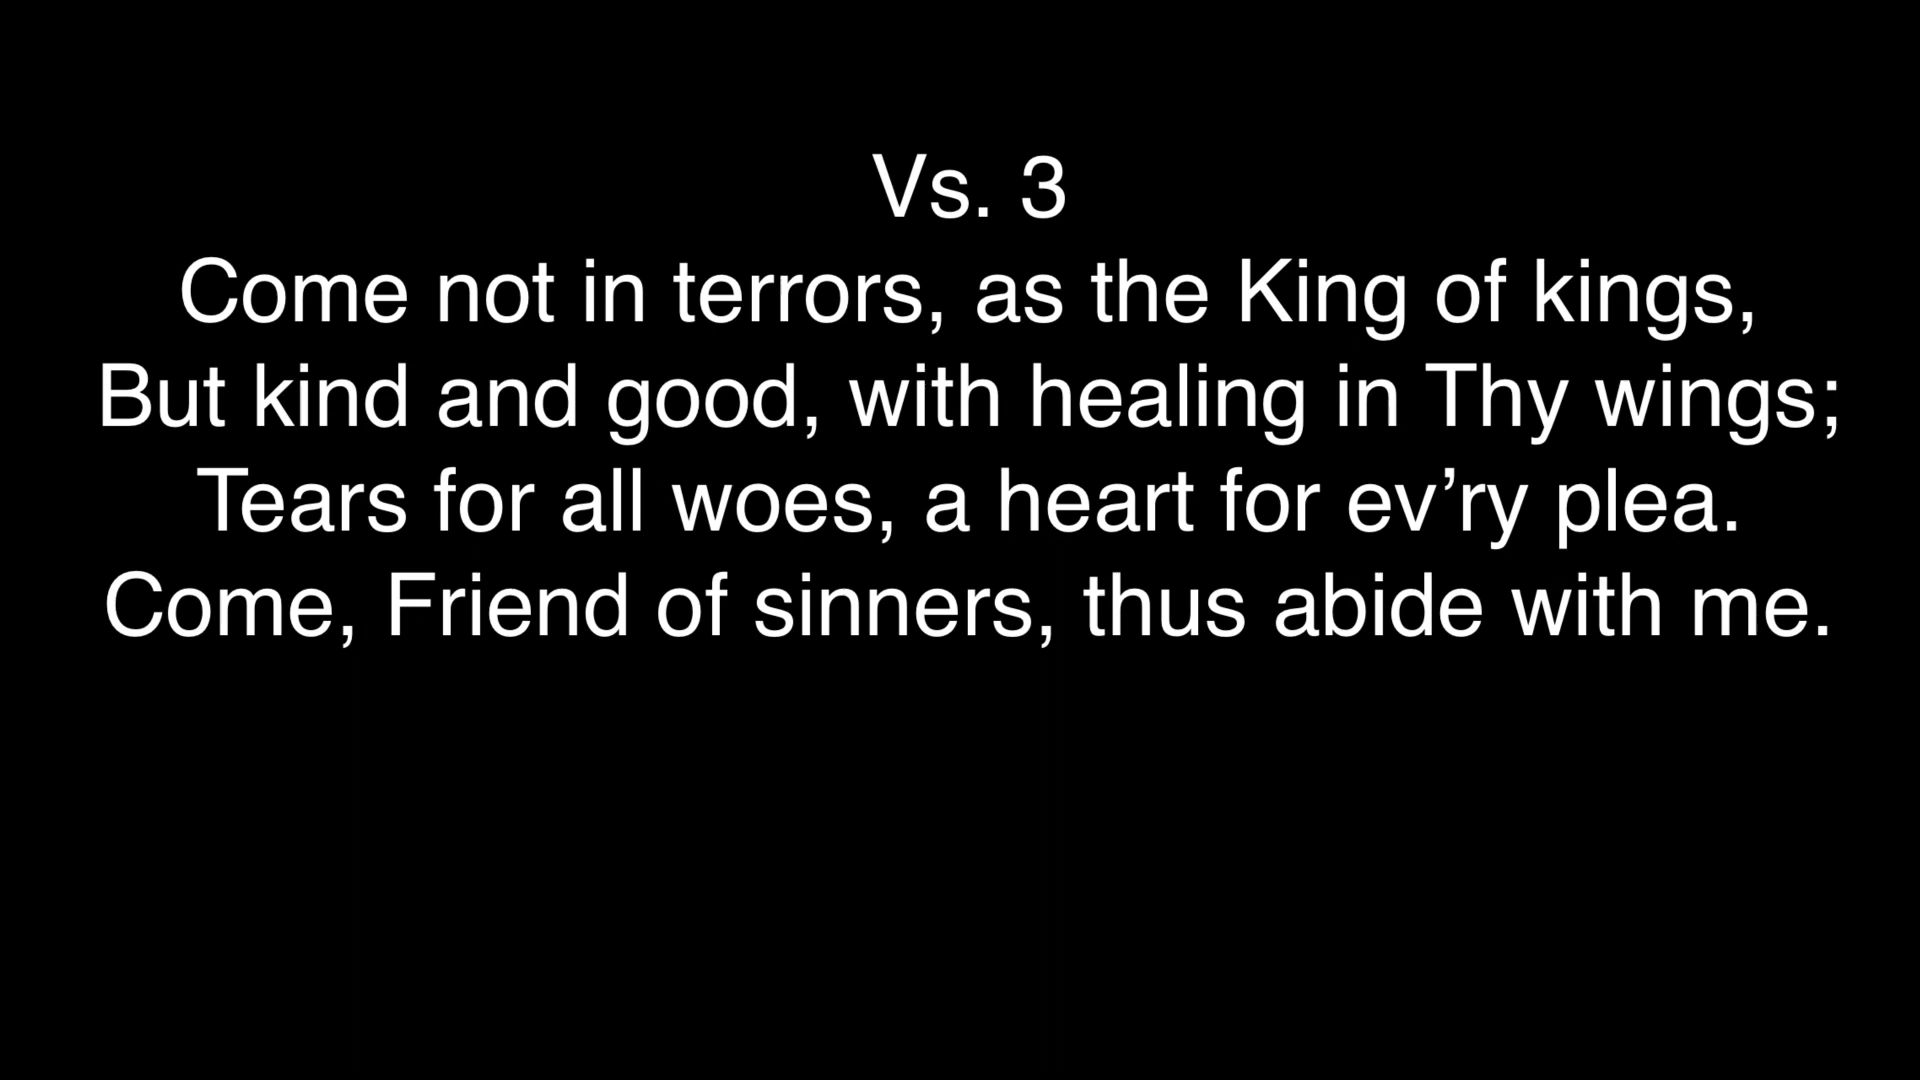 Vs. 3
Come not in terrors, as the King of kings,
But kind and good, with healing in Thy wings;
Tears for all woes, a heart for ev’ry plea.
Come, Friend of sinners, thus abide with me.